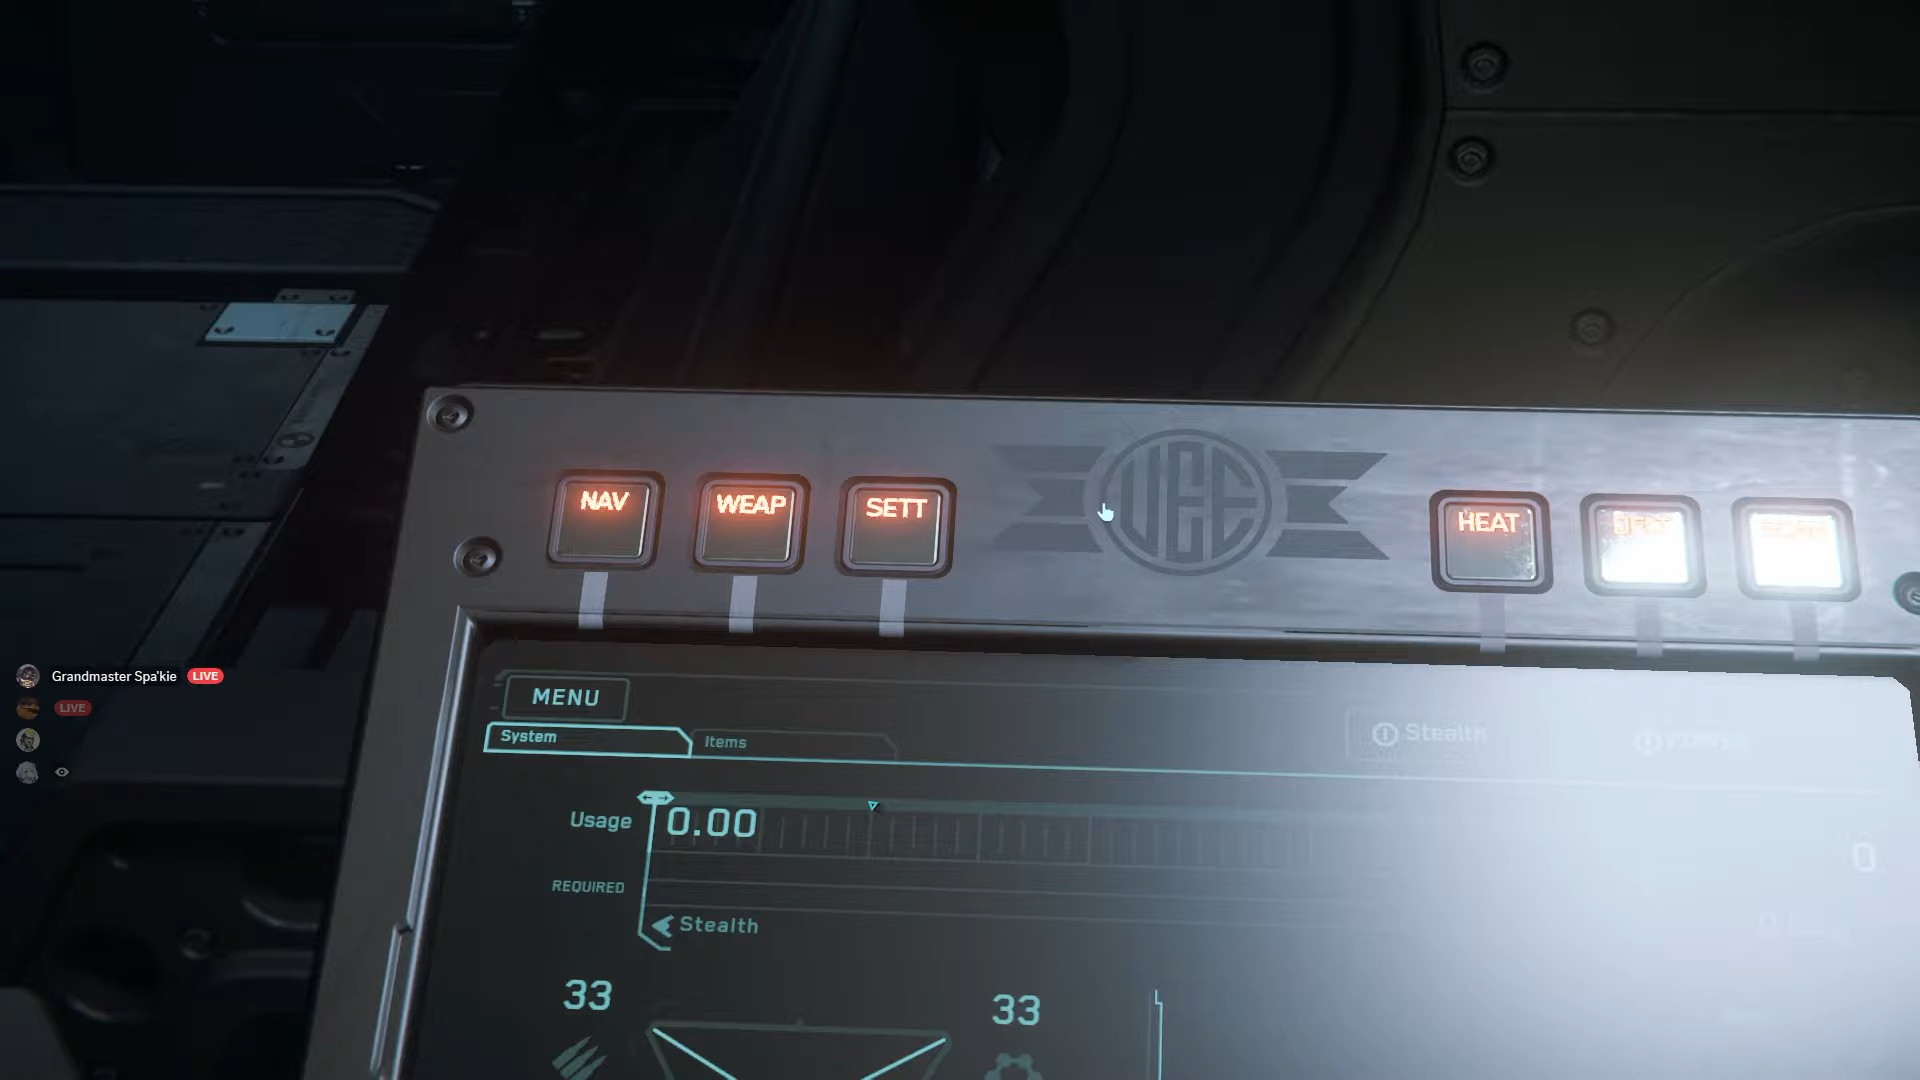 NAV WEAP SETT
UEE
HEAT
Grandmaster Spa'kie LIVE
LIVE
MENU
System Items
Stealth
Usage 0.00
0
REQUIRED
Stealth
33 33